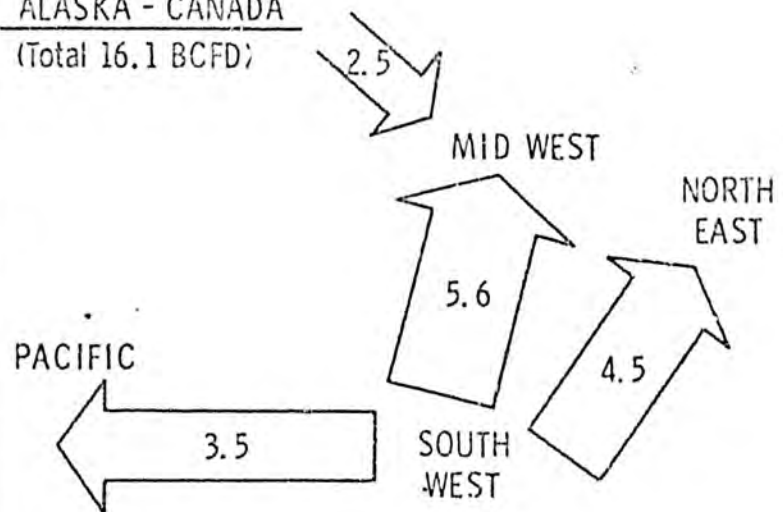 ALASKA - CANADA
(Total 16.1 BCFD)
2.5
MID WEST
NORTH
EAST
5.6
4.5
PACIFIC
3.5
SOUTH
WEST